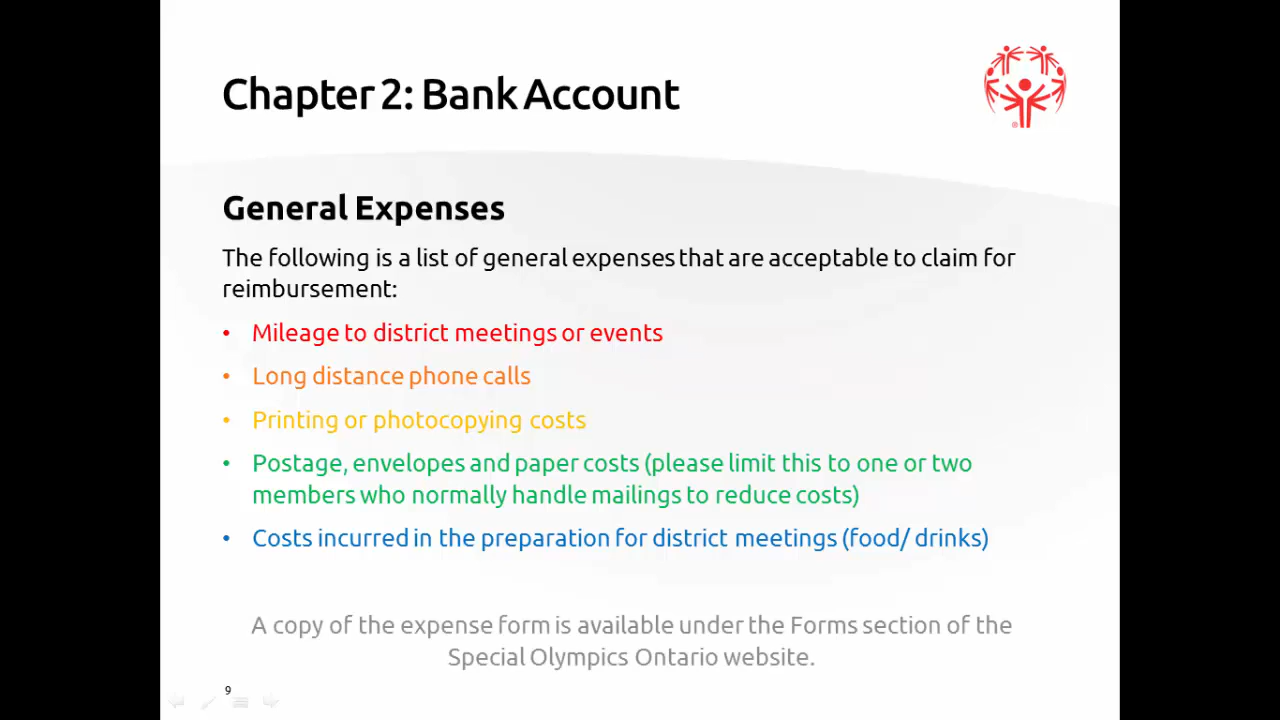 Chapter 2: Bank Account
®
General Expenses
The following is a list of general expenses that are acceptable to claim for
reimbursement:
• Mileage to district meetings or events
• Long distance phone calls
• Printing or photocopying costs
• Postage, envelopes and paper costs (please limit this to one or two
members who normally handle mailings to reduce costs)
• Costs incurred in the preparation for district meetings (food/ drinks)
A copy of the expense form is available under the Forms section of the
Special Olympics Ontario website.
9